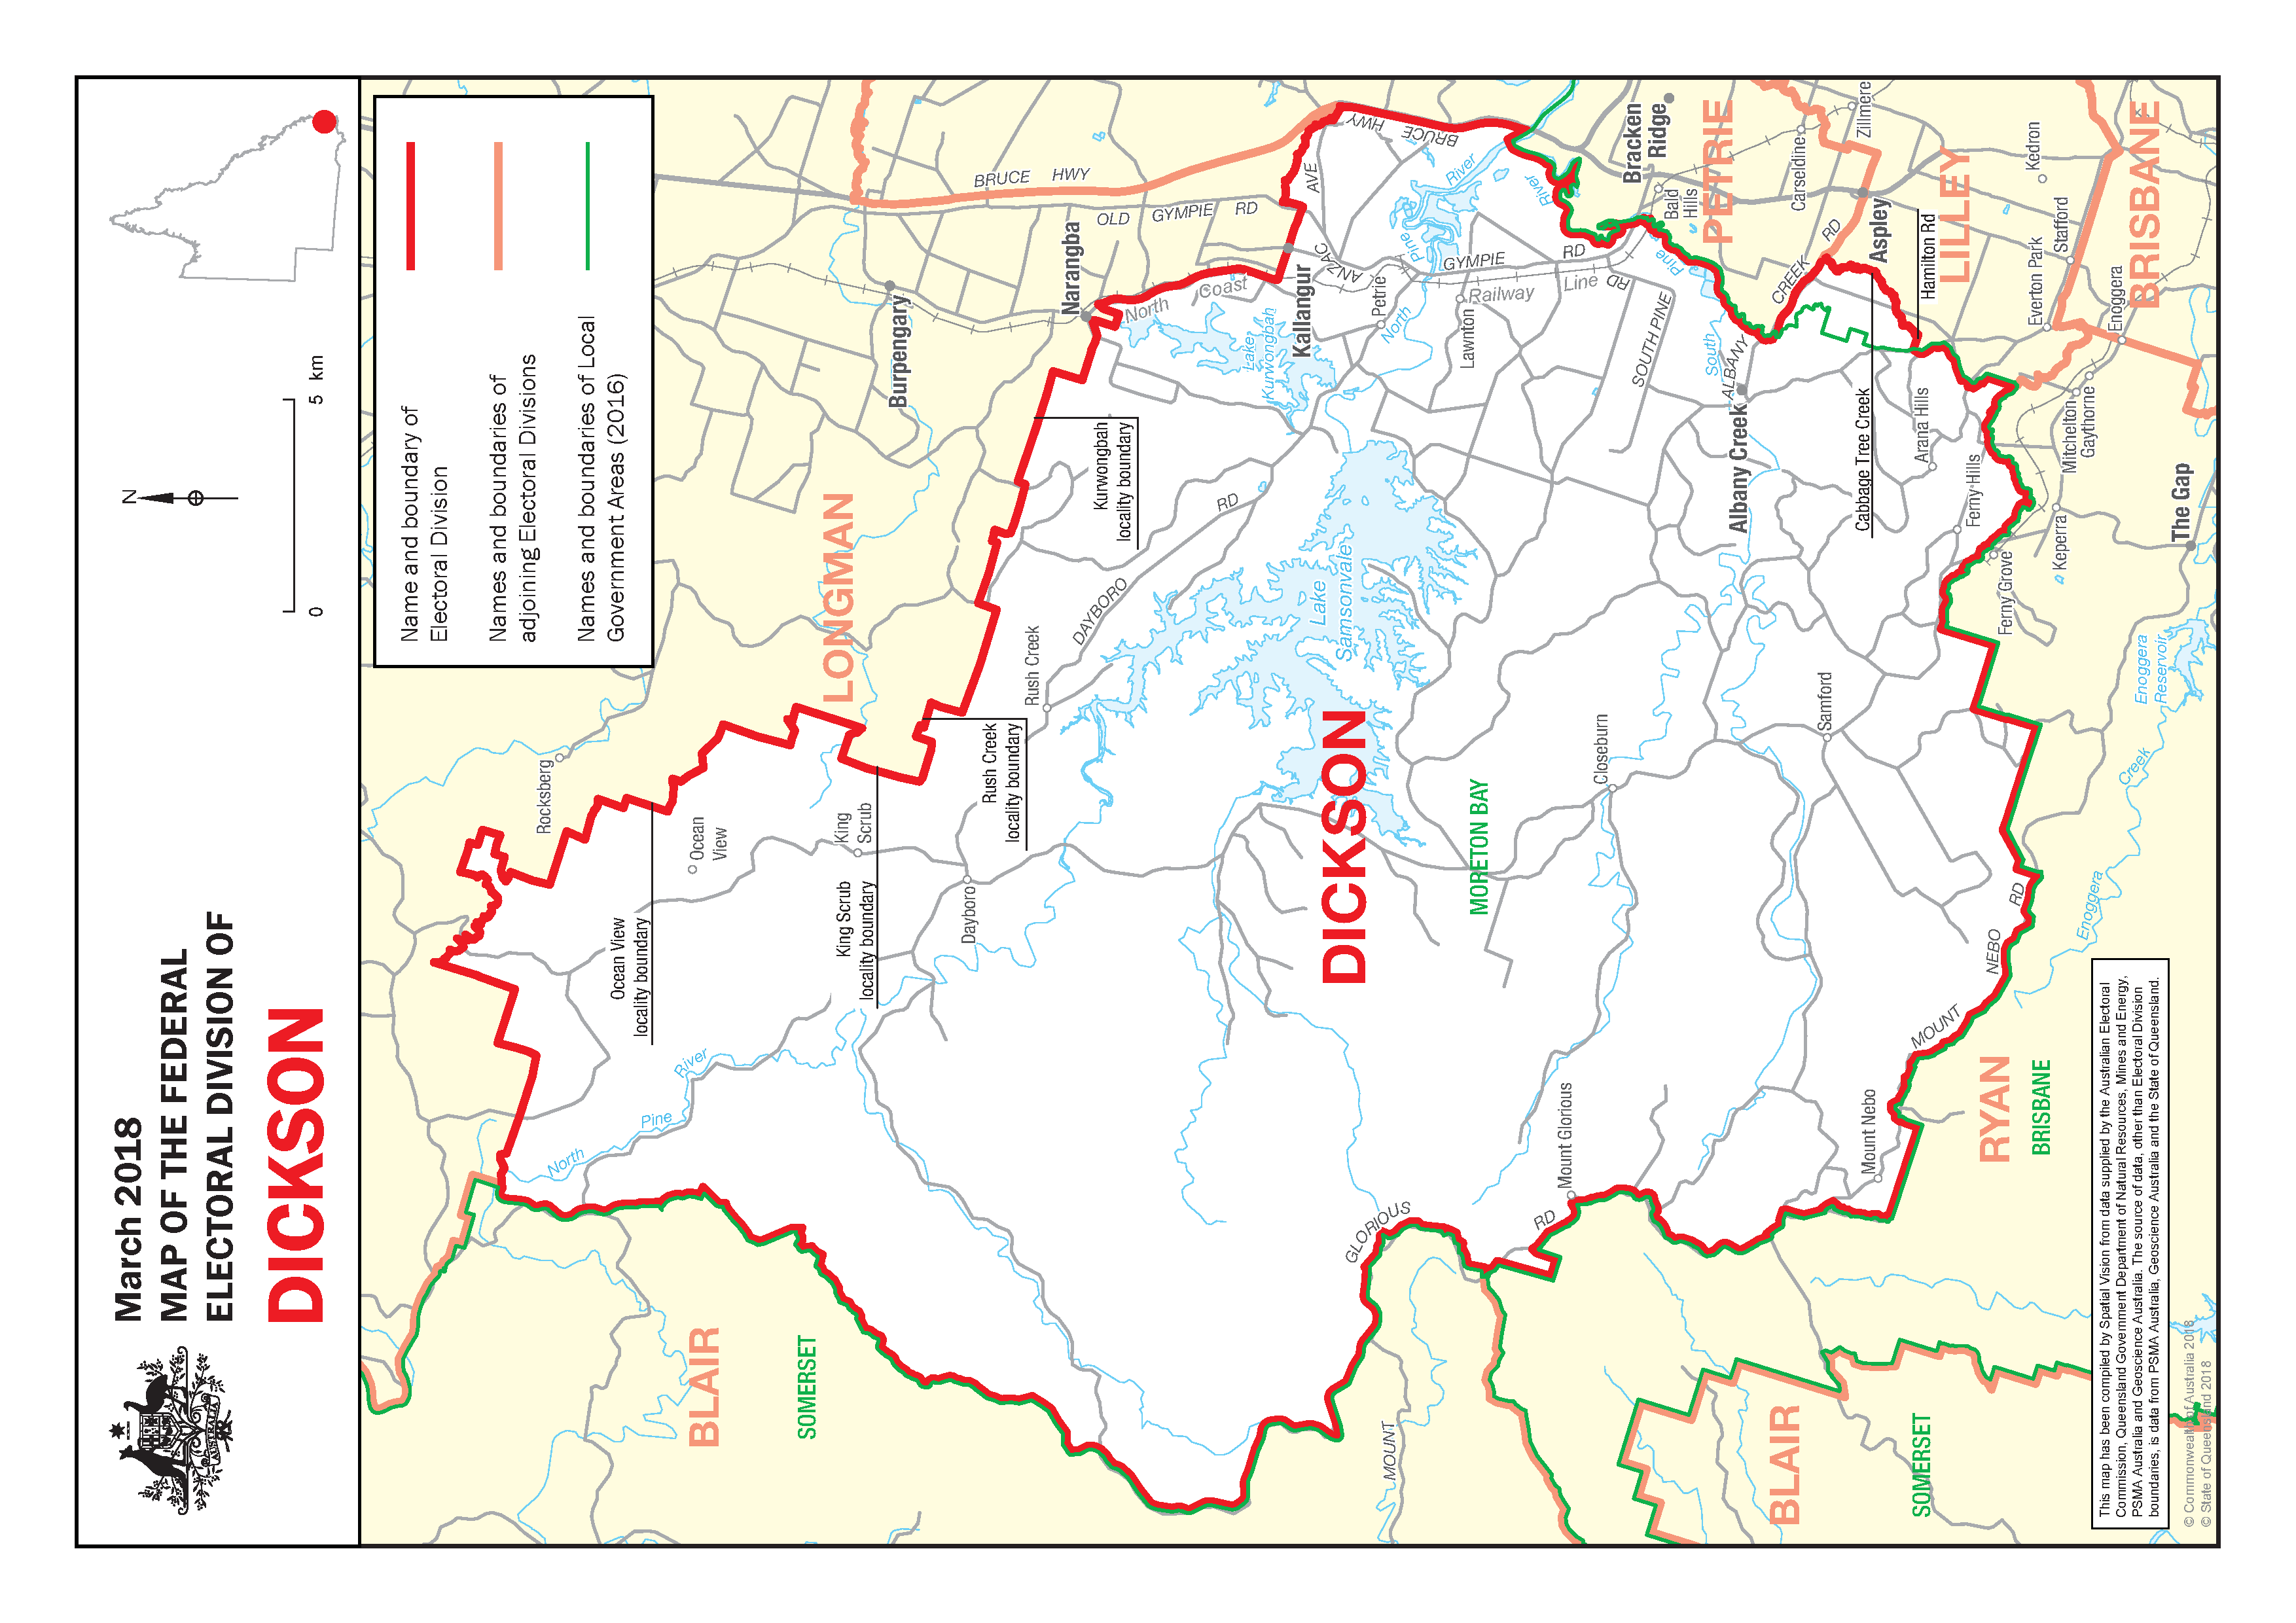 March 2018
MAP OF THE FEDERAL
ELECTORAL DIVISION OF
DICKSON
AUSTRALIA
N
0 5 km
Name and boundary of
Electoral Division
Names and boundaries of
adjoining Electoral Divisions
Names and boundaries of Local
Government Areas (2016)
Rocksberg
Ocean
View
Ocean View
locality boundary
North
Pine
River
BLAIR
SOMERSET
LONGMAN
King
Scrub
King Scrub
locality boundary
Burpengary
Dayboro
Rush Creek
locality boundary
Rush Creek
DAYBORO
RD
Kurwongbah
locality boundary
Narangba
BRUCE HWY
OLD GYMPIE RD
North Coast
Railway Line
Lake
Kurwongbah
Kallangur
ANZAC
AVE
HWY
BRUCE
Petrie
North
Pine
River
Lawnton
GYMPIE
RD
River
Lake
Samsonvale
DICKSON
MORETON BAY
GLORIOUS
MOUNT
RD
Mount Glorious
Closeburn
SOUTH PINE
RD
South
Pine
ALBANY
CREEK
RD
Albany Creek
Bracken
Ridge
Bald
Hills
PETRIE
Carseldine
Zillmere
Aspley
Hamilton Rd
LILLEY
Cabbage Tree Creek
Arana Hills
Ferny Hills
Ferny Grove
Samford
Mount Nebo
MOUNT
NEBO
RD
Everton Park
Stafford
Kedron
Enoggera
BRISBANE
Mitchelton
Gaythorne
Keperra
The Gap
Enoggera
Reservoir
Enoggera
Creek
RYAN
BRISBANE
BLAIR
SOMERSET
This map has been compiled by Spatial Vision from data supplied by the Australian Electoral
Commission, Queensland Government Department of Natural Resources, Mines and Energy,
PSMA Australia and Geoscience Australia. The source of data, other than Electoral Division
boundaries, is data from PSMA Australia, Geoscience Australia and the State of Queensland.
© Commonwealth of Australia 2018
© State of Queensland 2018